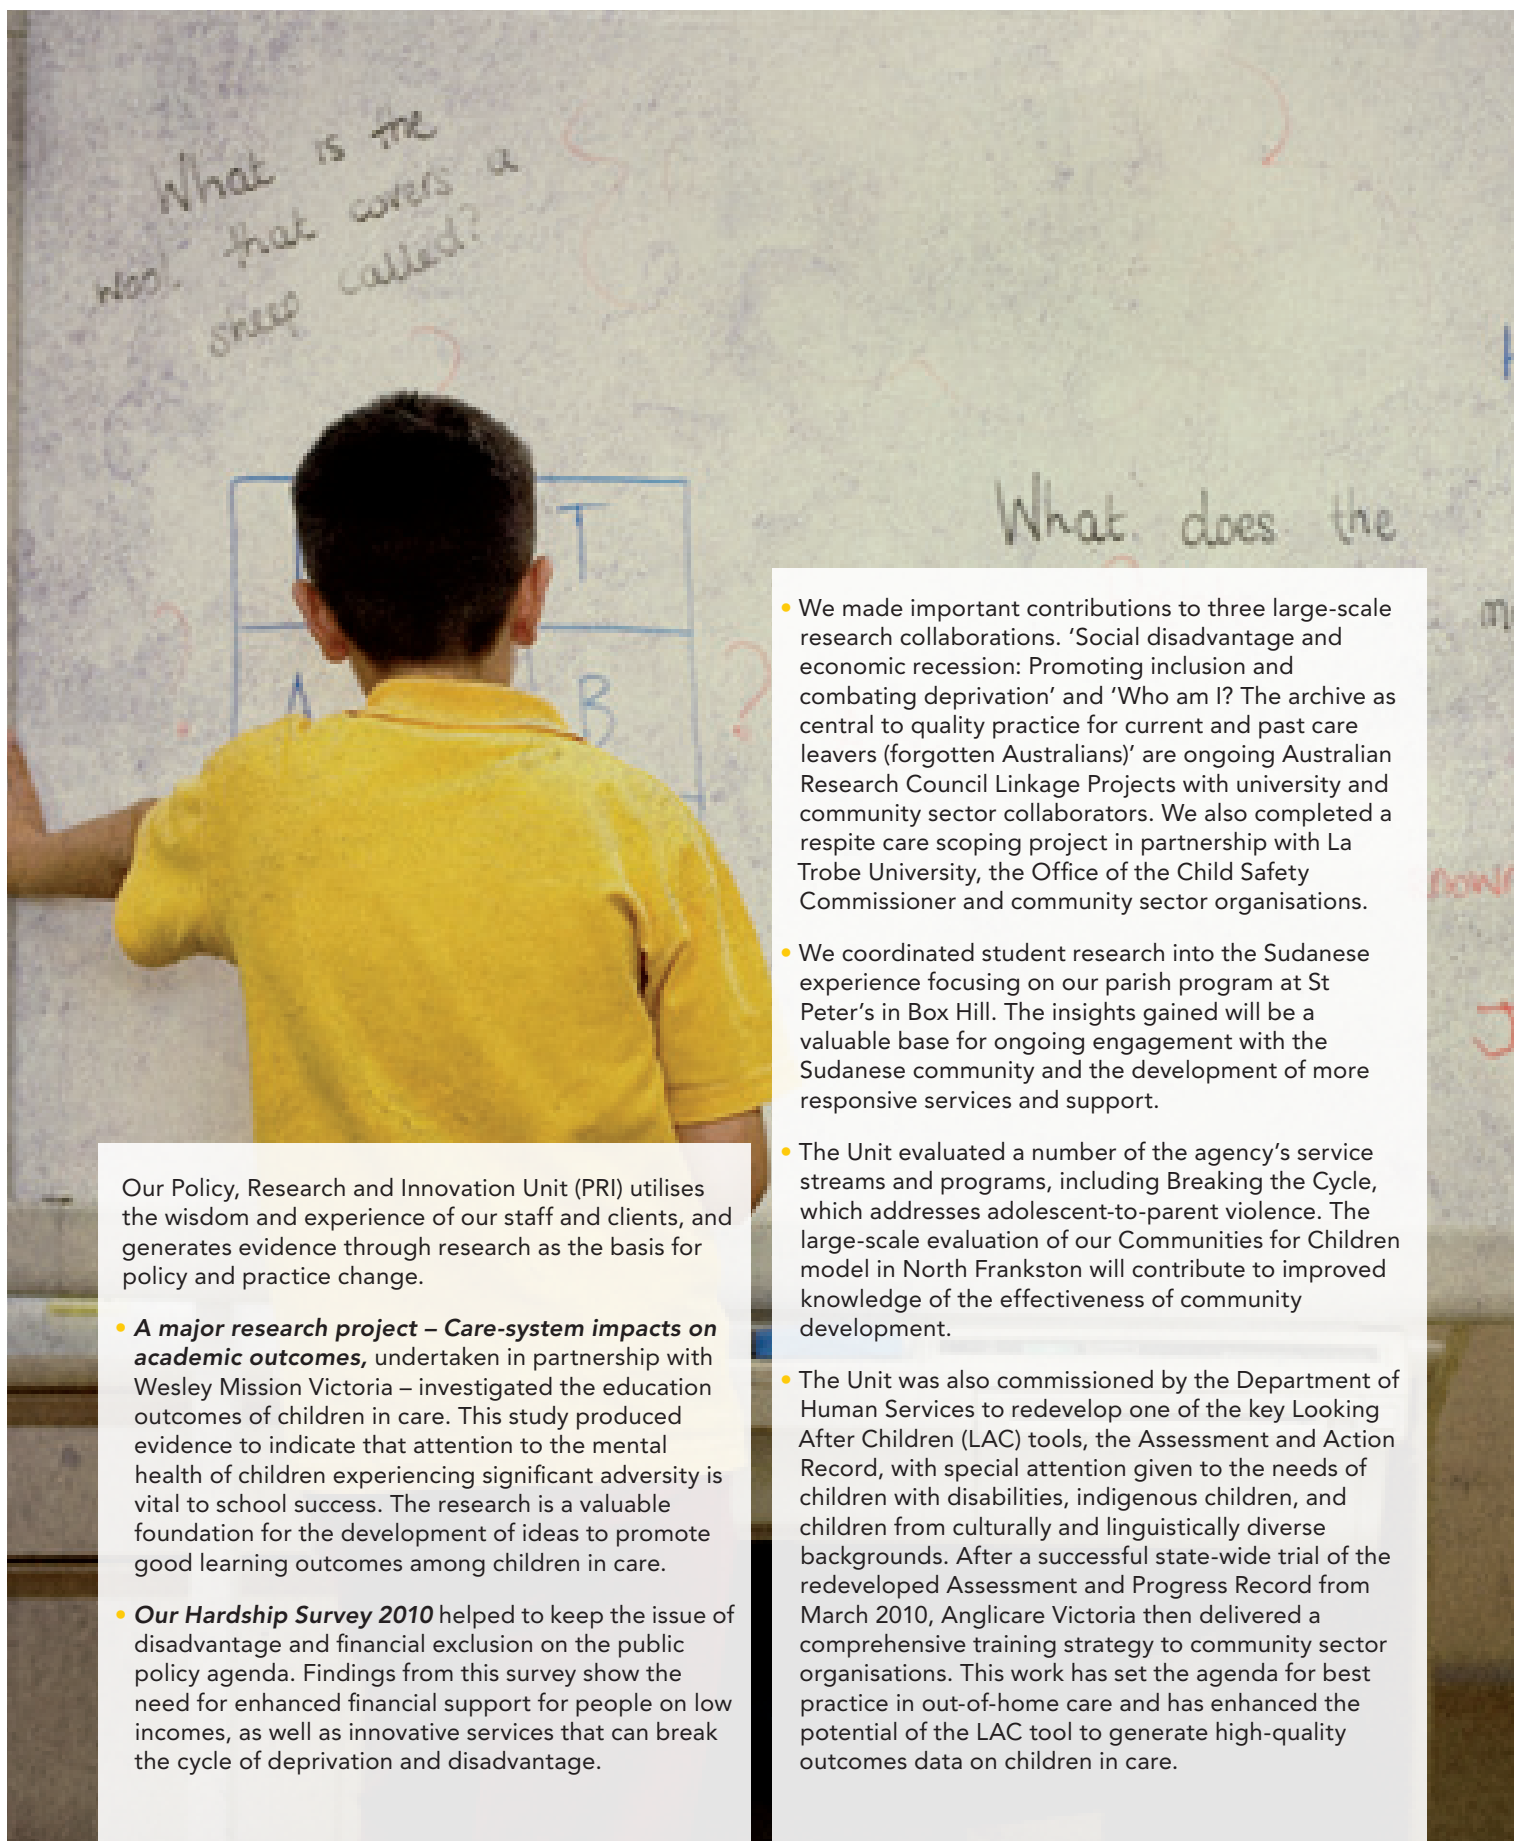 What is the
wool that covers a
sheep called?
T
A B
What does the
Our Policy, Research and Innovation Unit (PRI) utilises
the wisdom and experience of our staff and clients, and
generates evidence through research as the basis for
policy and practice change.
• A major research project – Care-system impacts on
academic outcomes, undertaken in partnership with
Wesley Mission Victoria – investigated the education
outcomes of children in care. This study produced
evidence to indicate that attention to the mental
health of children experiencing significant adversity is
vital to school success. The research is a valuable
foundation for the development of ideas to promote
good learning outcomes among children in care.
• Our Hardship Survey 2010 helped to keep the issue of
disadvantage and financial exclusion on the public
policy agenda. Findings from this survey show the
need for enhanced financial support for people on low
incomes, as well as innovative services that can break
the cycle of deprivation and disadvantage.
• We made important contributions to three large-scale
research collaborations. ‘Social disadvantage and
economic recession: Promoting inclusion and
combating deprivation’ and ‘Who am I? The archive as
central to quality practice for current and past care
leavers (forgotten Australians)’ are ongoing Australian
Research Council Linkage Projects with university and
community sector collaborators. We also completed a
respite care scoping project in partnership with La
Trobe University, the Office of the Child Safety
Commissioner and community sector organisations.
• We coordinated student research into the Sudanese
experience focusing on our parish program at St
Peter’s in Box Hill. The insights gained will be a
valuable base for ongoing engagement with the
Sudanese community and the development of more
responsive services and support.
• The Unit evaluated a number of the agency’s service
streams and programs, including Breaking the Cycle,
which addresses adolescent-to-parent violence. The
large-scale evaluation of our Communities for Children
model in North Frankston will contribute to improved
knowledge of the effectiveness of community
development.
• The Unit was also commissioned by the Department of
Human Services to redevelop one of the key Looking
After Children (LAC) tools, the Assessment and Action
Record, with special attention given to the needs of
children with disabilities, indigenous children, and
children from culturally and linguistically diverse
backgrounds. After a successful state-wide trial of the
redeveloped Assessment and Progress Record from
March 2010, Anglicare Victoria then delivered a
comprehensive training strategy to community sector
organisations. This work has set the agenda for best
practice in out-of-home care and has enhanced the
potential of the LAC tool to generate high-quality
outcomes data on children in care.